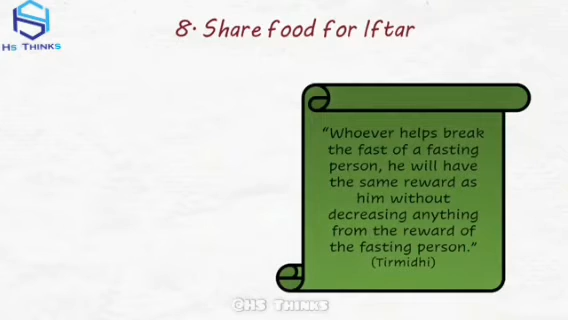 8. Share food for Iftar
HS THINKS
"Whoever helps break
the fast of a fasting
person, he will have
the same reward as
him without
decreasing anything
from the reward of
the fasting person."
(Tirmidhi)
@HS THINKS